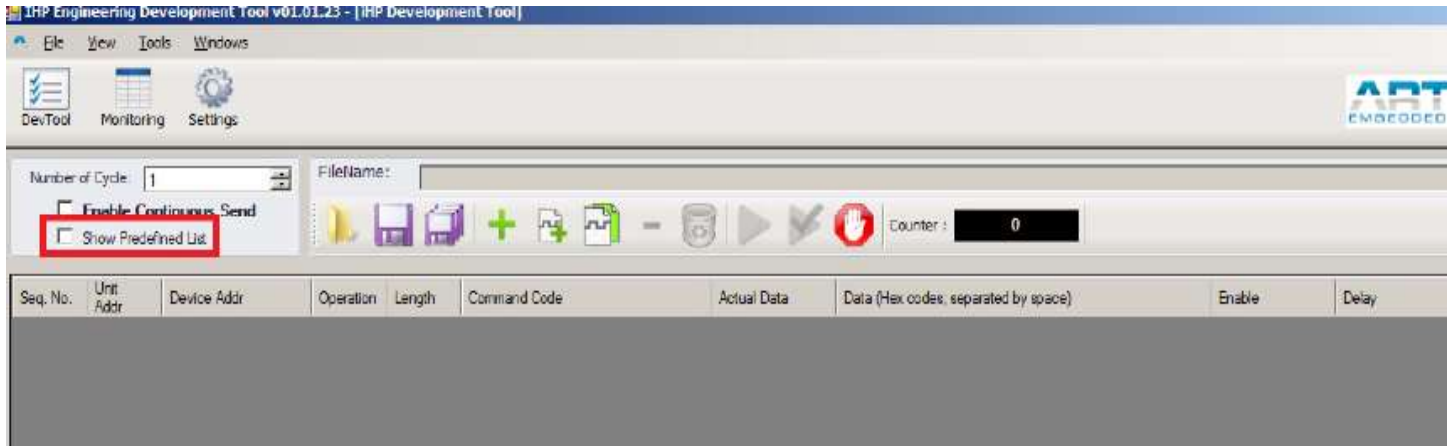 iHP Engineering Development Tool v01.01.23 - [iHP Development Tool]
File View Tools Windows
DevTool Monitoring Settings
ART
EMBEDDED
Number of Cycle: 1
FileName:
Enable Continuous Send
Show Predefined List
Counter : 0
Seq. No. Unit Addr Device Addr Operation Length Command Code Actual Data Data (Hex codes, separated by space) Enable Delay